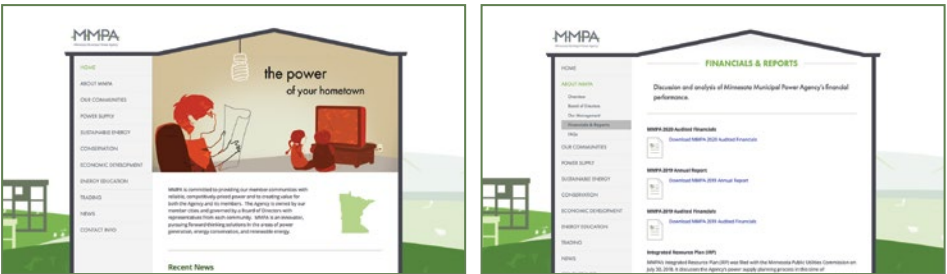 MMPA
Minnesota Municipal Power Agency
HOME
ABOUT MMPA
OUR COMMUNITIES
POWER SUPPLY
SUSTAINABLE ENERGY
CONSERVATION
ECONOMIC DEVELOPMENT
ENERGY EDUCATION
TRADING
NEWS
CONTACT INFO
the power
of your hometown
MMPA is committed to providing our member communities with
reliable, competitively priced power and to creating value for
both the Agency and its members. The Agency is owned by our
member cities and governed by a Board of Directors with
representatives from each community. MMPA is an innovator,
pursuing forward-thinking solutions in the areas of power
generation, energy conservation, and renewable energy.
Recent News
MMPA
Minnesota Municipal Power Agency
HOME
ABOUT MMPA
Overview
Board of Directors
Our Management
Financials & Reports
FAQs
OUR COMMUNITIES
POWER SUPPLY
SUSTAINABLE ENERGY
CONSERVATION
ECONOMIC DEVELOPMENT
ENERGY EDUCATION
TRADING
NEWS
FINANCIALS & REPORTS
Discussion and analysis of Minnesota Municipal Power Agency's financial
performance.
MMPA 2020 Audited Financials
Download MMPA 2020 Audited Financials
MMPA 2019 Annual Report
Download MMPA 2019 Annual Report
MMPA 2019 Audited Financials
Download MMPA 2019 Audited Financials
Integrated Resource Plan (IRP)
MMPA's Integrated Resource Plan (IRP) was filed with the Minnesota Public Utilities Commission on
July 30, 2018. It discusses the Agency's power supply planning process in the time of